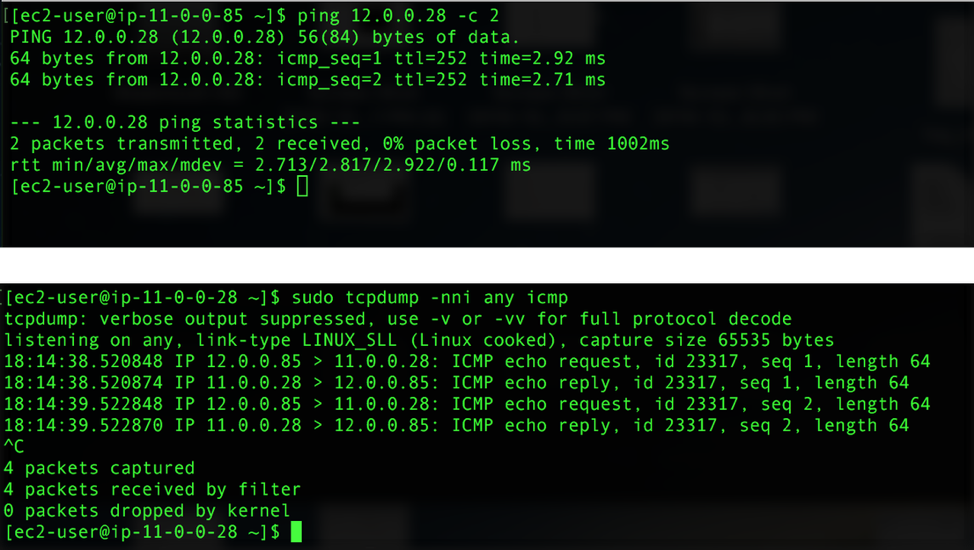 [[ec2-user@ip-11-0-0-85 ~]$ ping 12.0.0.28 -c 2
PING 12.0.0.28 (12.0.0.28) 56(84) bytes of data.
64 bytes from 12.0.0.28: icmp_seq=1 ttl=252 time=2.92 ms
64 bytes from 12.0.0.28: icmp_seq=2 ttl=252 time=2.71 ms
--- 12.0.0.28 ping statistics ---
2 packets transmitted, 2 received, 0% packet loss, time 1002ms
rtt min/avg/max/mdev = 2.713/2.817/2.922/0.117 ms
[ec2-user@ip-11-0-0-85 ~]$
[[ec2-user@ip-11-0-0-28 ~]$ sudo tcpdump -nni any icmp
tcpdump: verbose output suppressed, use -v or -vv for full protocol decode
listening on any, link-type LINUX_SLL (Linux cooked), capture size 65535 bytes
18:14:38.520848 IP 12.0.0.85 > 11.0.0.28: ICMP echo request, id 23317, seq 1, length 64
18:14:38.520874 IP 11.0.0.28 > 12.0.0.85: ICMP echo reply, id 23317, seq 1, length 64
18:14:39.522848 IP 12.0.0.85 > 11.0.0.28: ICMP echo request, id 23317, seq 2, length 64
18:14:39.522870 IP 11.0.0.28 > 12.0.0.85: ICMP echo reply, id 23317, seq 2, length 64
^C
4 packets captured
4 packets received by filter
0 packets dropped by kernel
[ec2-user@ip-11-0-0-28 ~]$